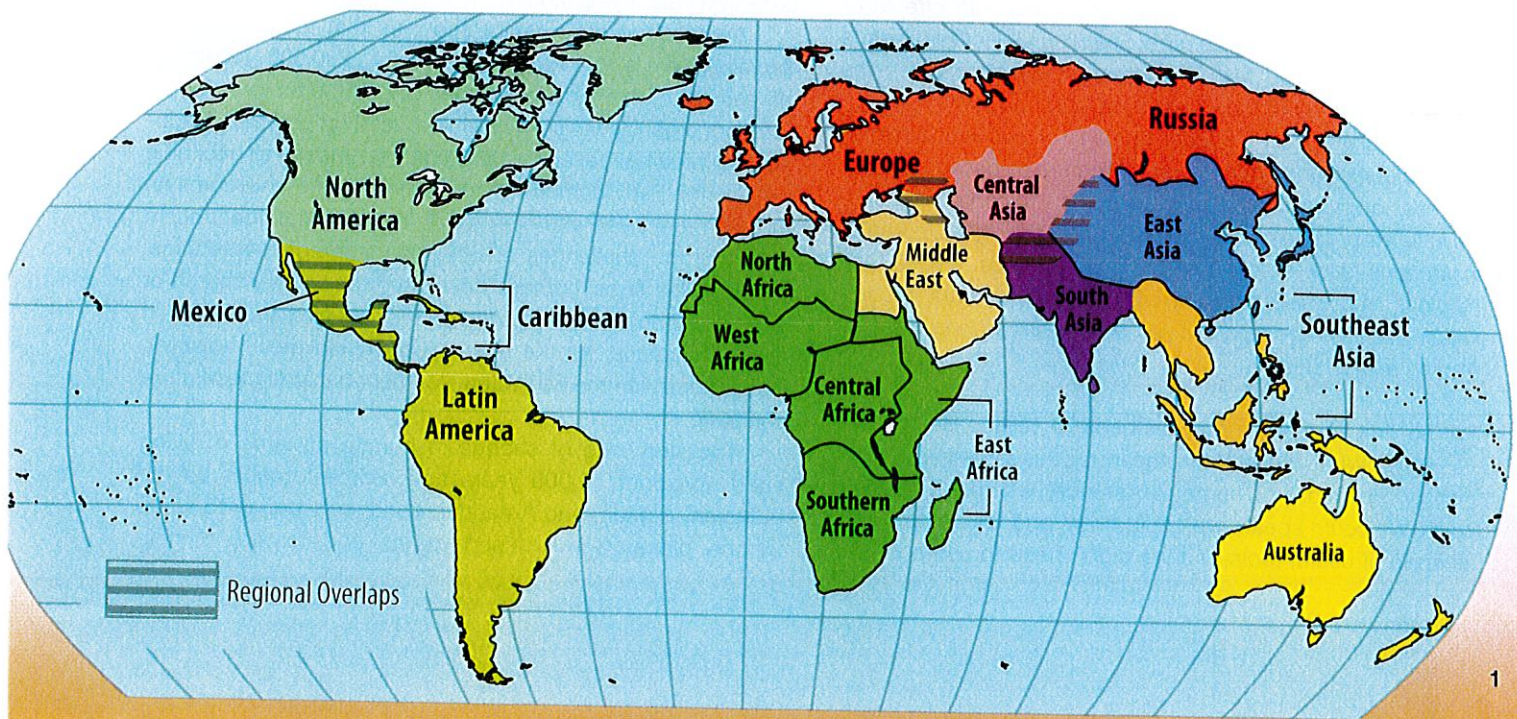 North
America
Mexico
Caribbean
Latin
America
Europe
Russia
Central
Asia
East
Asia
Middle
East
South
Asia
Southeast
Asia
North
Africa
West
Africa
Central
Africa
East
Africa
Southern
Africa
Australia
Regional Overlaps
1